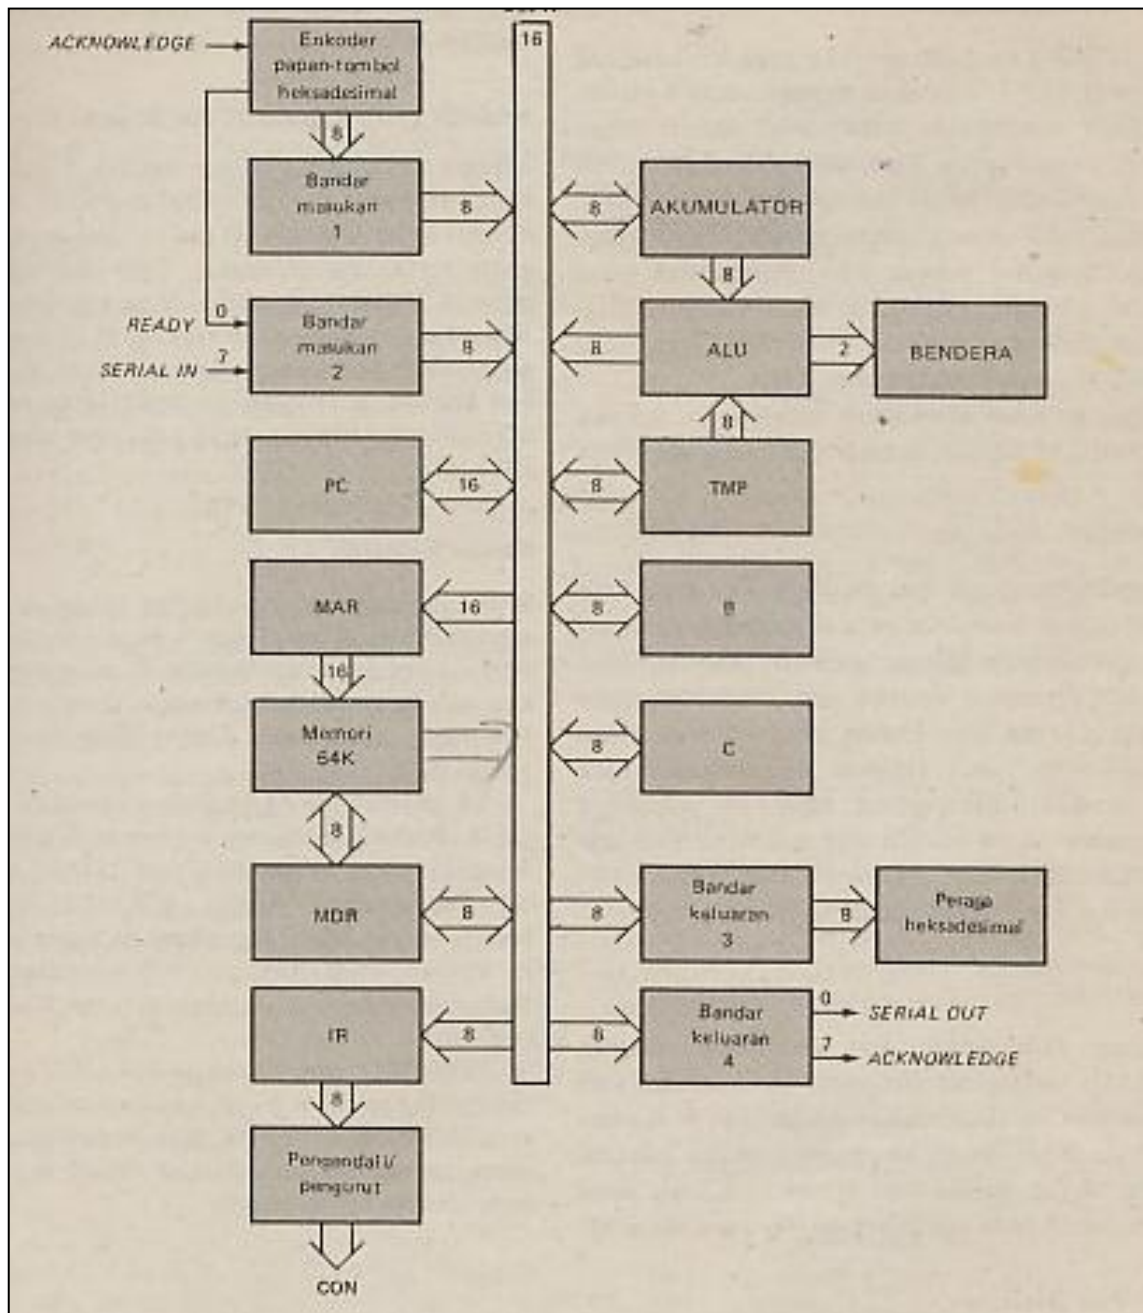 16
ACKNOWLEDGE
Enkoder
papan-tombol
heksadesimal
8
Bandar
masukan
1
8
8
AKUMULATOR
8
READY
0
SERIAL IN
7
Bandar
masukan
2
8
8
ALU
2
BENDERA
8
PC
16
8
TMP
MAR
16
8
B
16
Memori
64K
8
C
8
MDR
8
8
Bandar
keluaran
3
8
Peraga
heksadesimal
IR
8
8
Bandar
keluaran
4
0
SERIAL OUT
7
ACKNOWLEDGE
8
Pengendali/
pengurut
CON